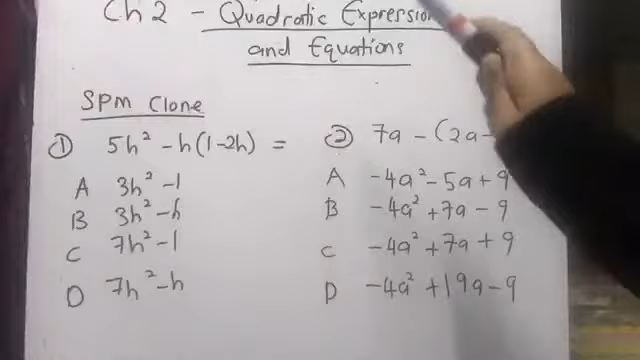 Ch 2 - Quadratic Expression
and Equations
SPM Clone
① 5h² - h(1-2h) =
A 3h² - 1
B 3h² - h
C 7h² - 1
D 7h² - h
② 7a - (2a -
A -4a² - 5a + 9
B -4a² + 7a - 9
C -4a² + 7a + 9
D -4a² + 19a - 9